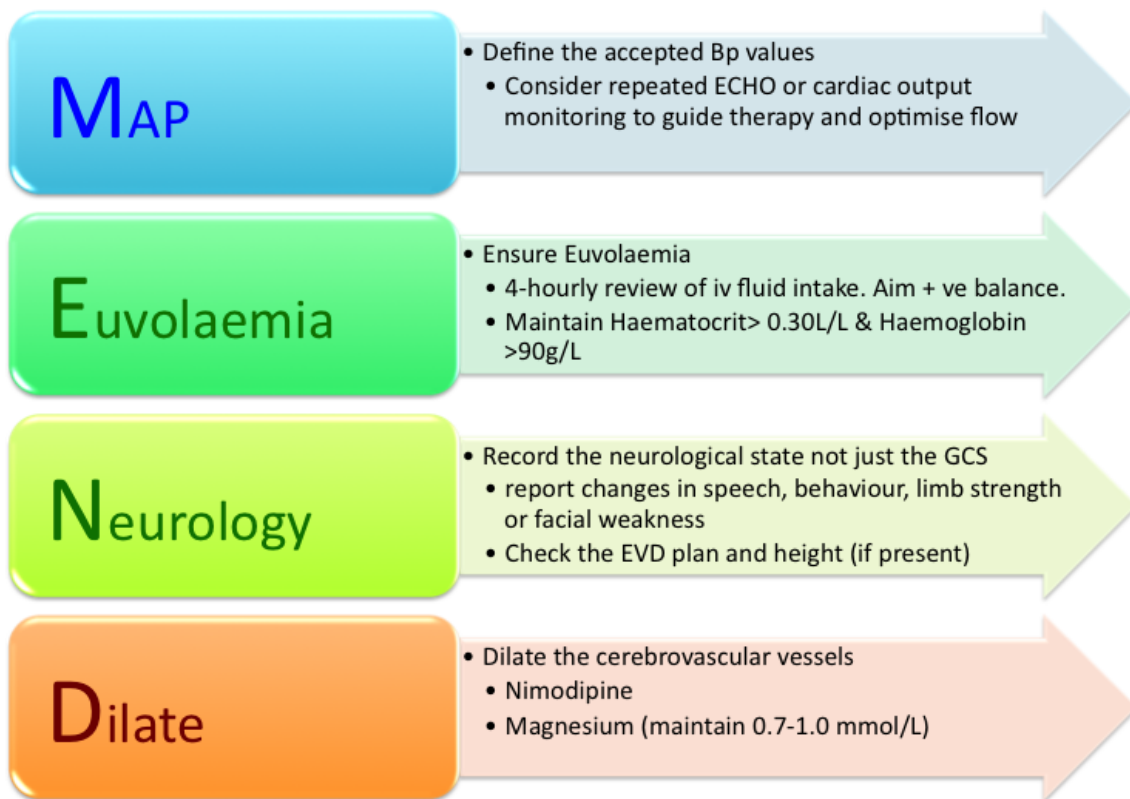 MAP
• Define the accepted Bp values
• Consider repeated ECHO or cardiac output
monitoring to guide therapy and optimise flow
Euvolaemia
• Ensure Euvolaemia
• 4-hourly review of iv fluid intake. Aim + ve balance.
• Maintain Haematocrit> 0.30L/L & Haemoglobin
>90g/L
Neurology
• Record the neurological state not just the GCS
• report changes in speech, behaviour, limb strength
or facial weakness
• Check the EVD plan and height (if present)
Dilate
• Dilate the cerebrovascular vessels
• Nimodipine
• Magnesium (maintain 0.7-1.0 mmol/L)